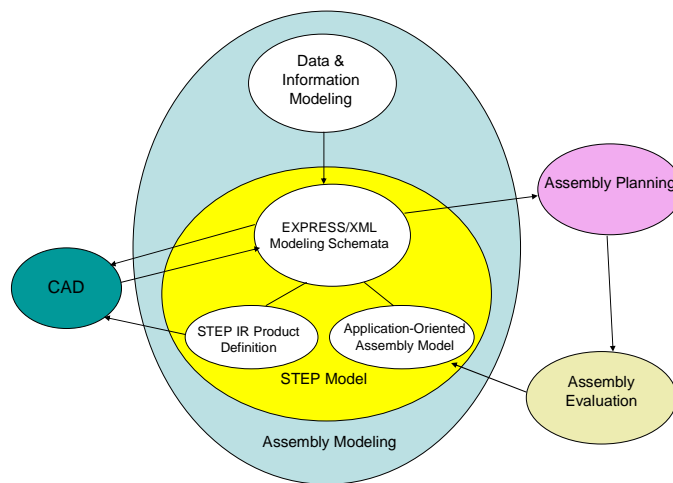 Data &
Information
Modeling
Assembly Planning
EXPRESS/XML
Modeling Schemata
CAD
STEP IR Product
Definition
Application-Oriented
Assembly Model
STEP Model
Assembly
Evaluation
Assembly Modeling